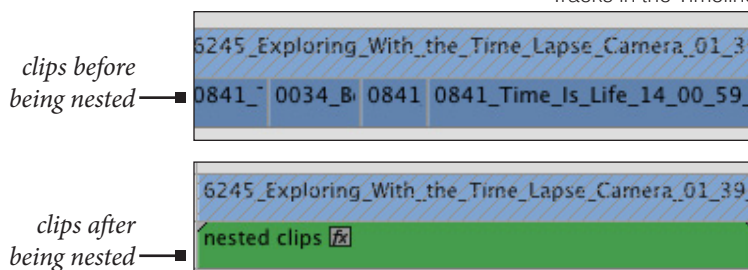 Tracks in the Timeline
6245_Exploring_With_the_Time_Lapse_Camera_01_3
clips before
being nested
0841_ 0034_B 0841 0841_Time_Is_Life_14_00_59_
6245_Exploring_With_the_Time_Lapse_Camera_01_39_
clips after
being nested
nested clips fx